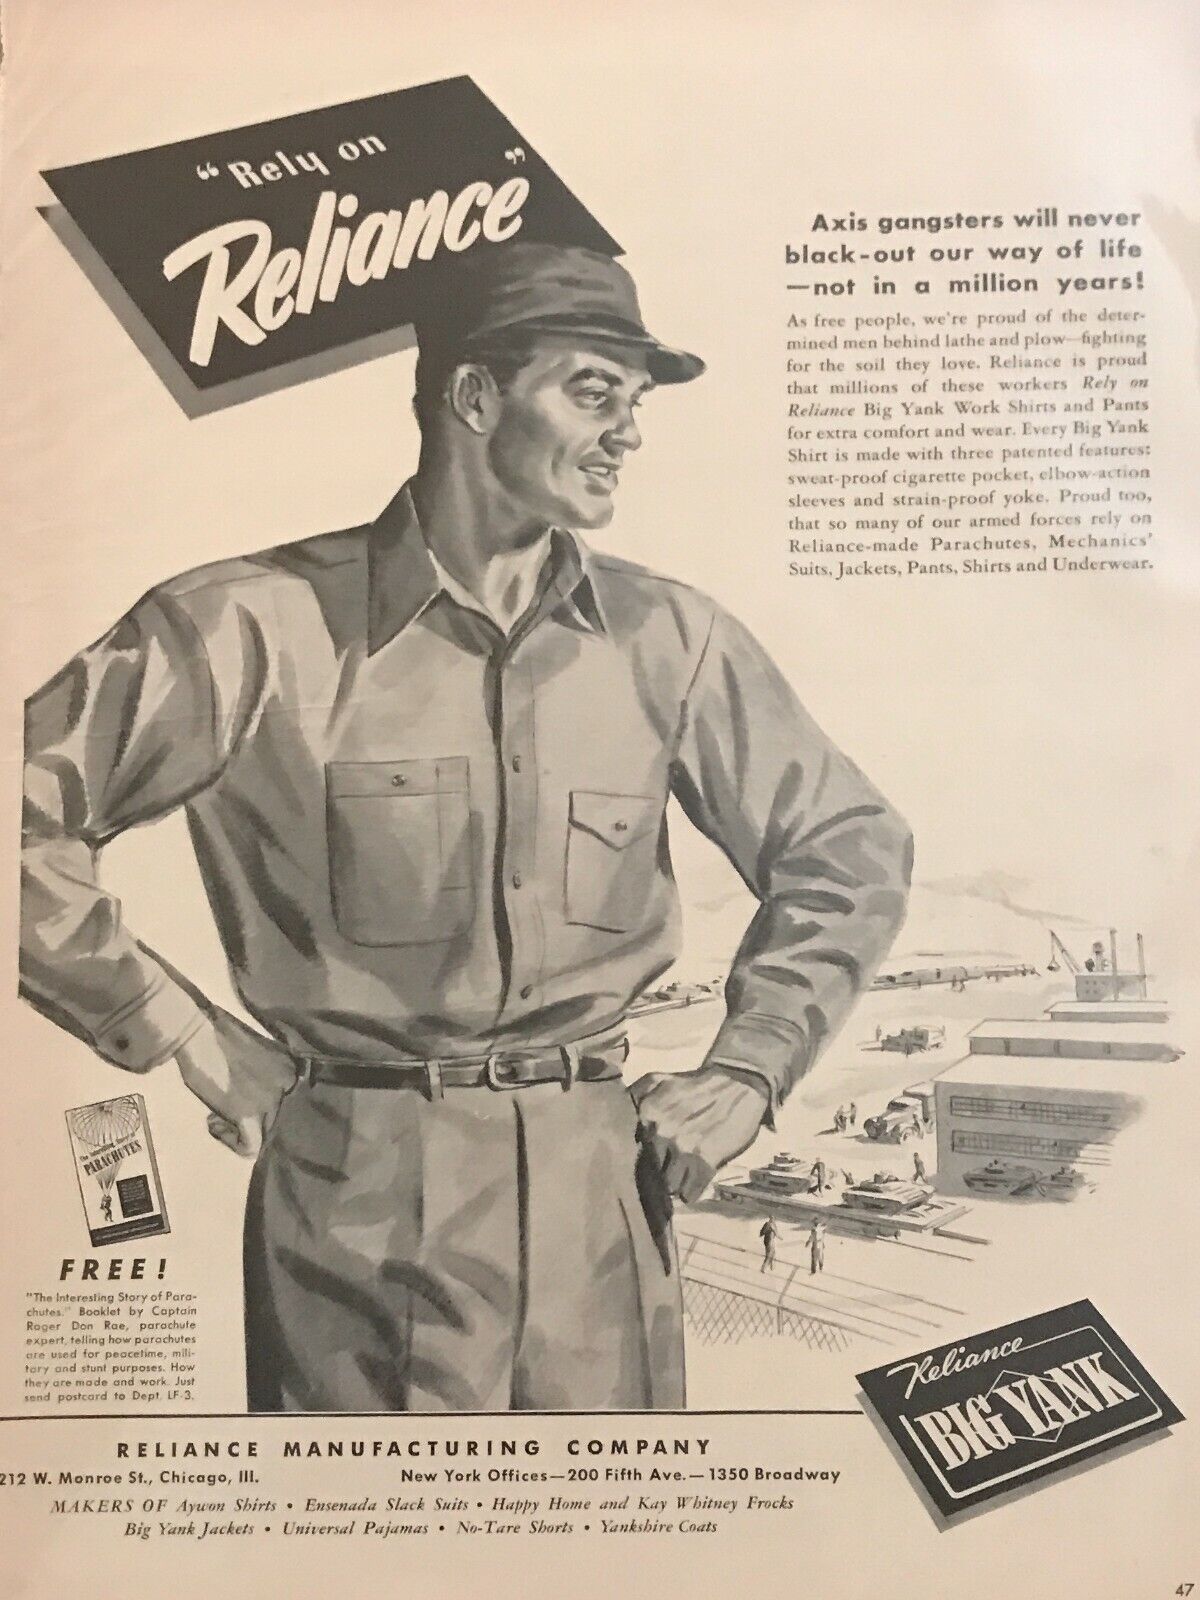 "Rely on
Reliance"
Axis gangsters will never
black-out our way of life
—not in a million years!
As free people, we're proud of the deter-
mined men behind lathe and plow—fighting
for the soil they love. Reliance is proud
that millions of these workers Rely on
Reliance Big Yank Work Shirts and Pants
for extra comfort and wear. Every Big Yank
Shirt is made with three patented features:
sweat-proof cigarette pocket, elbow-action
sleeves and strain-proof yoke. Proud too,
that so many of our armed forces rely on
Reliance-made Parachutes, Mechanics'
Suits, Jackets, Pants, Shirts and Underwear.
The Interesting Story of
PARACHUTES
FREE!
"The Interesting Story of Para-
chutes." Booklet by Captain
Roger Don Rae, parachute
expert, telling how parachutes
are used for peacetime, mili-
tary and stunt purposes. How
they are made and work. Just
send postcard to Dept. LF-3.
Reliance
BIG YANK
RELIANCE MANUFACTURING COMPANY
212 W. Monroe St., Chicago, Ill. New York Offices—200 Fifth Ave.—1350 Broadway
MAKERS OF Aywon Shirts • Ensenada Slack Suits • Happy Home and Kay Whitney Frocks
Big Yank Jackets • Universal Pajamas • No-Tare Shorts • Yankshire Coats
47